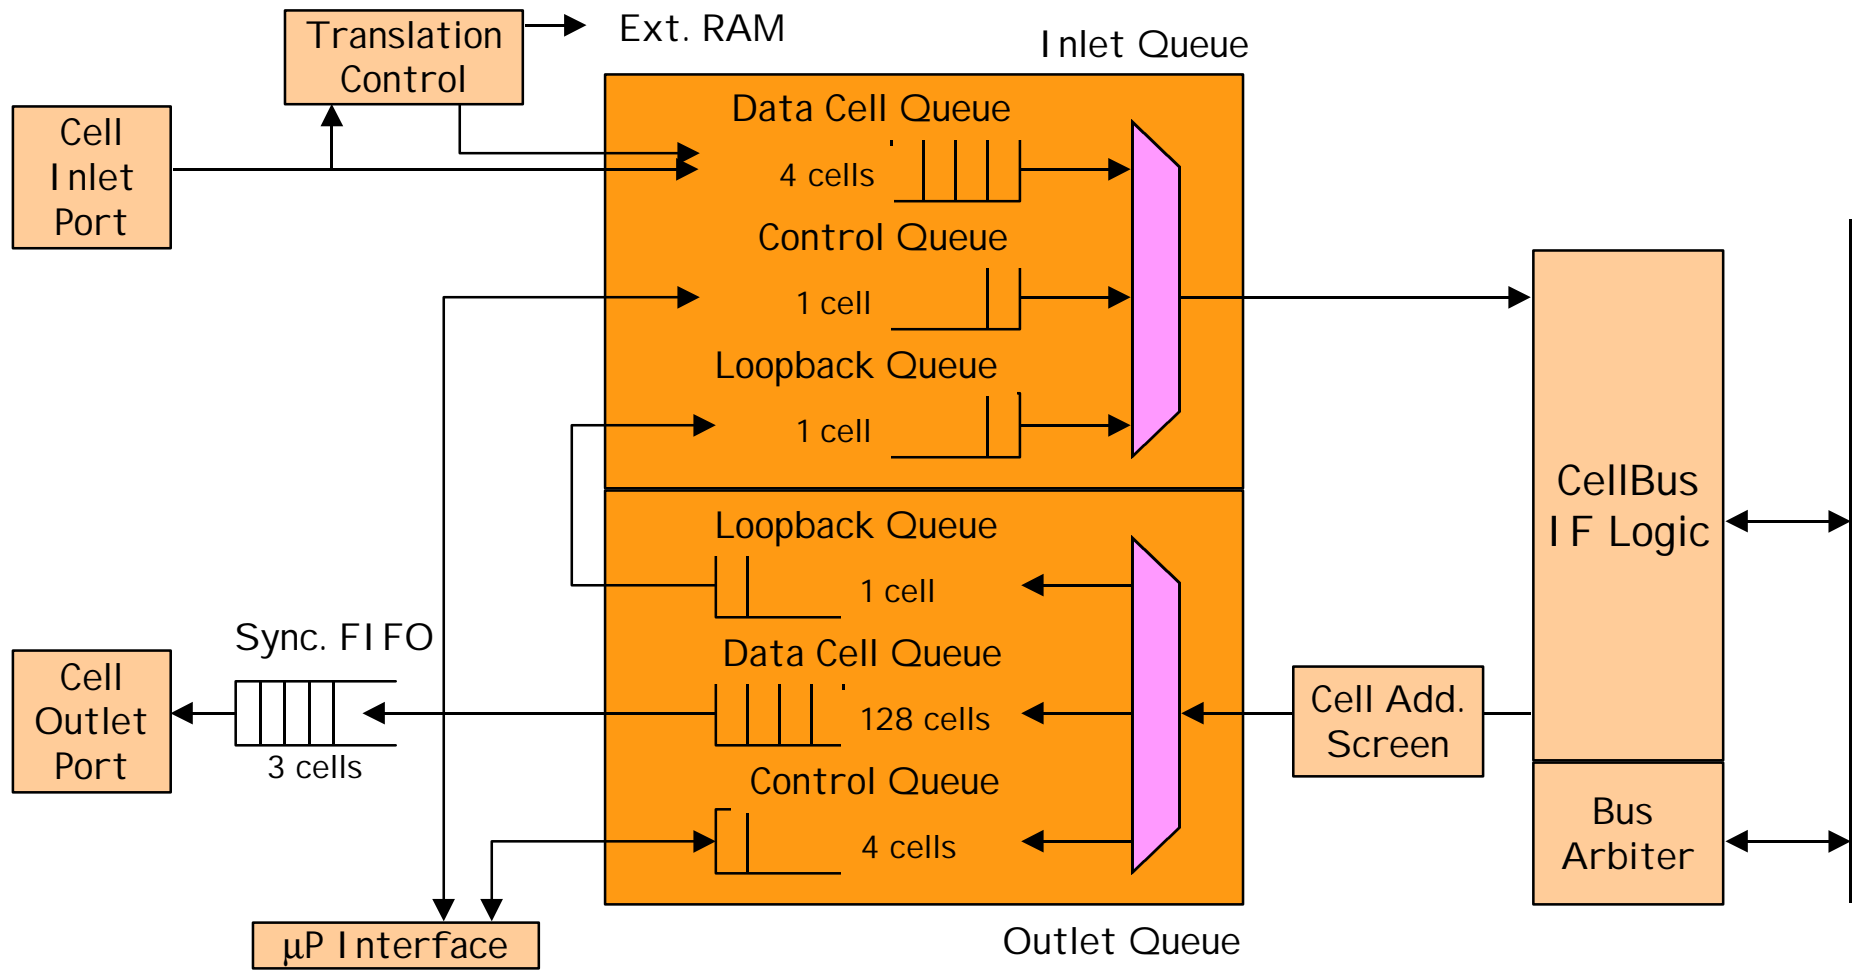 Translation
Control
Ext. RAM
Inlet Queue
Cell
Inlet
Port
Data Cell Queue
4 cells
Control Queue
1 cell
Loopback Queue
1 cell
CellBus
IF Logic
Loopback Queue
1 cell
Sync. FIFO
Data Cell Queue
128 cells
3 cells
Cell
Outlet
Port
Cell Add.
Screen
Control Queue
4 cells
Bus
Arbiter
μP Interface
Outlet Queue